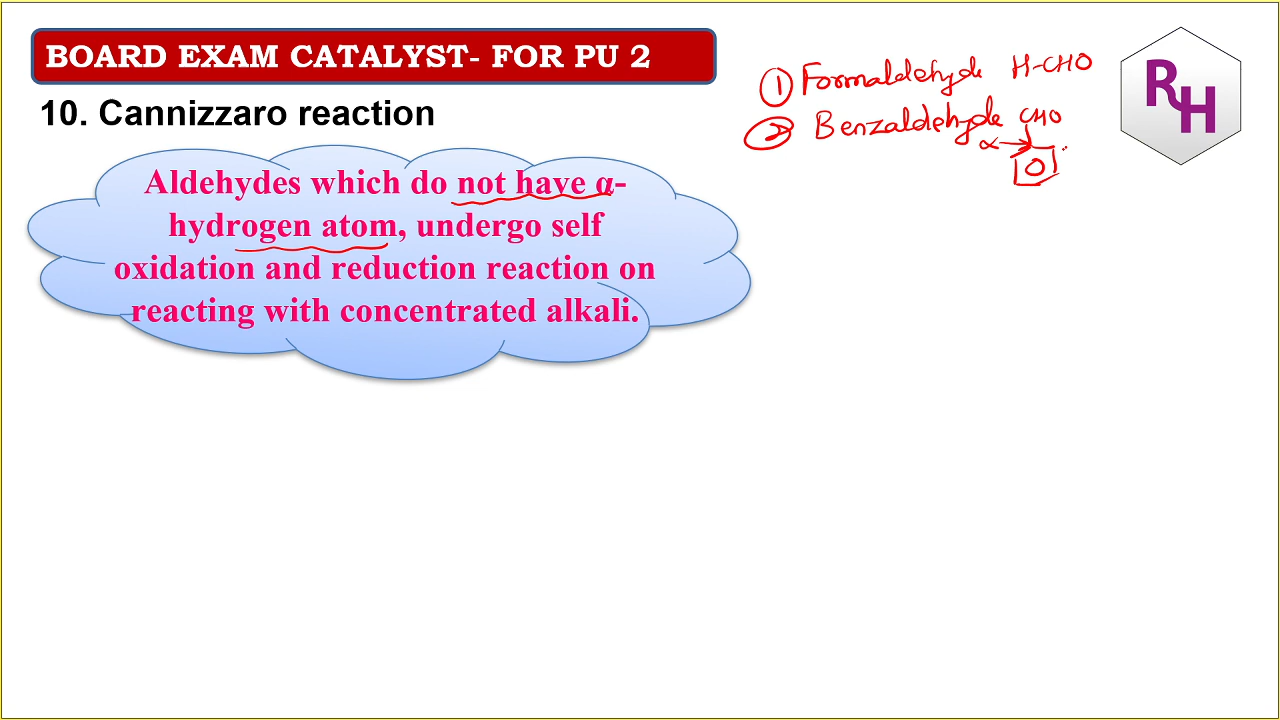 BOARD EXAM CATALYST- FOR PU 2
10. Cannizzaro reaction
Aldehydes which do not have α-
hydrogen atom, undergo self
oxidation and reduction reaction on
reacting with concentrated alkali.
① Formaldehyde H-CHO
② Benzaldehyde CHO
α
RH